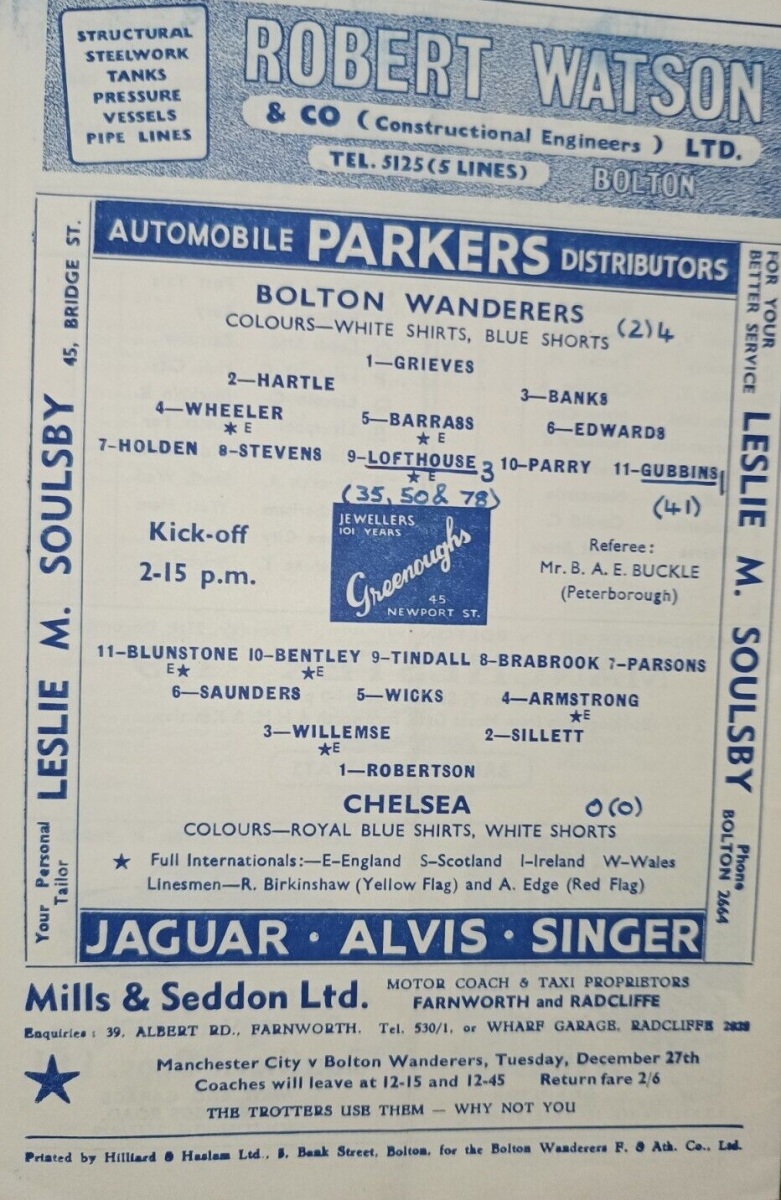 STRUCTURAL
STEELWORK
TANKS
PRESSURE
VESSELS
PIPE LINES
ROBERT WATSON
& CO (Constructional Engineers) LTD.
TEL. 5125 (5 LINES)
BOLTON
AUTOMOBILE PARKERS DISTRIBUTORS
Your Personal Tailor LESLIE M. SOULSBY 45, BRIDGE ST.
FOR YOUR BETTER SERVICE LESLIE M. SOULSBY Phone BOLTON 2664
BOLTON WANDERERS
COLOURS—WHITE SHIRTS, BLUE SHORTS (2) 4
1—GRIEVES
2—HARTLE 3—BANKS
4—WHEELER 5—BARRASS 6—EDWARDS
★ E ★ E
7-HOLDEN 8-STEVENS 9-LOFTHOUSE 3 10-PARRY 11-GUBBINS 1
★ E
(35, 50 & 78) (41)
Kick-off
2-15 p.m.
JEWELLERS
101 YEARS
Greenoughs
45
NEWPORT ST.
Referee:
Mr. B. A. E. BUCKLE
(Peterborough)
11-BLUNSTONE 10-BENTLEY 9-TINDALL 8-BRABROOK 7-PARSONS
E★ ★E
6—SAUNDERS 5—WICKS 4—ARMSTRONG
★E
3—WILLEMSE 2—SILLETT
★E
1—ROBERTSON
CHELSEA 0 (0)
COLOURS—ROYAL BLUE SHIRTS, WHITE SHORTS
★ Full Internationals:—E-England S-Scotland I-Ireland W-Wales
Linesmen—R. Birkinshaw (Yellow Flag) and A. Edge (Red Flag)
JAGUAR · ALVIS · SINGER
Mills & Seddon Ltd. MOTOR COACH & TAXI PROPRIETORS
FARNWORTH and RADCLIFFE
Enquiries: 39, ALBERT RD., FARNWORTH. Tel. 530/1, or WHARF GARAGE, RADCLIFFE
Manchester City v Bolton Wanderers, Tuesday, December 27th
Coaches will leave at 12-15 and 12-45 Return fare 2/6
THE TROTTERS USE THEM — WHY NOT YOU
Printed by Hilliard & Haslam Ltd., 5, Bank Street, Bolton, for the Bolton Wanderers F. & Ath. Co., Ltd.